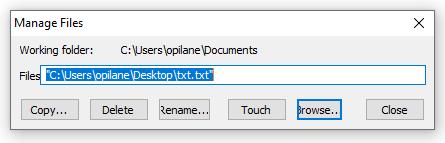 Manage Files
Working folder: C:\Users\opilane\Documents
Files "C:\Users\opilane\Desktop\txt.txt"
Copy... Delete Rename... Touch Browse... Close